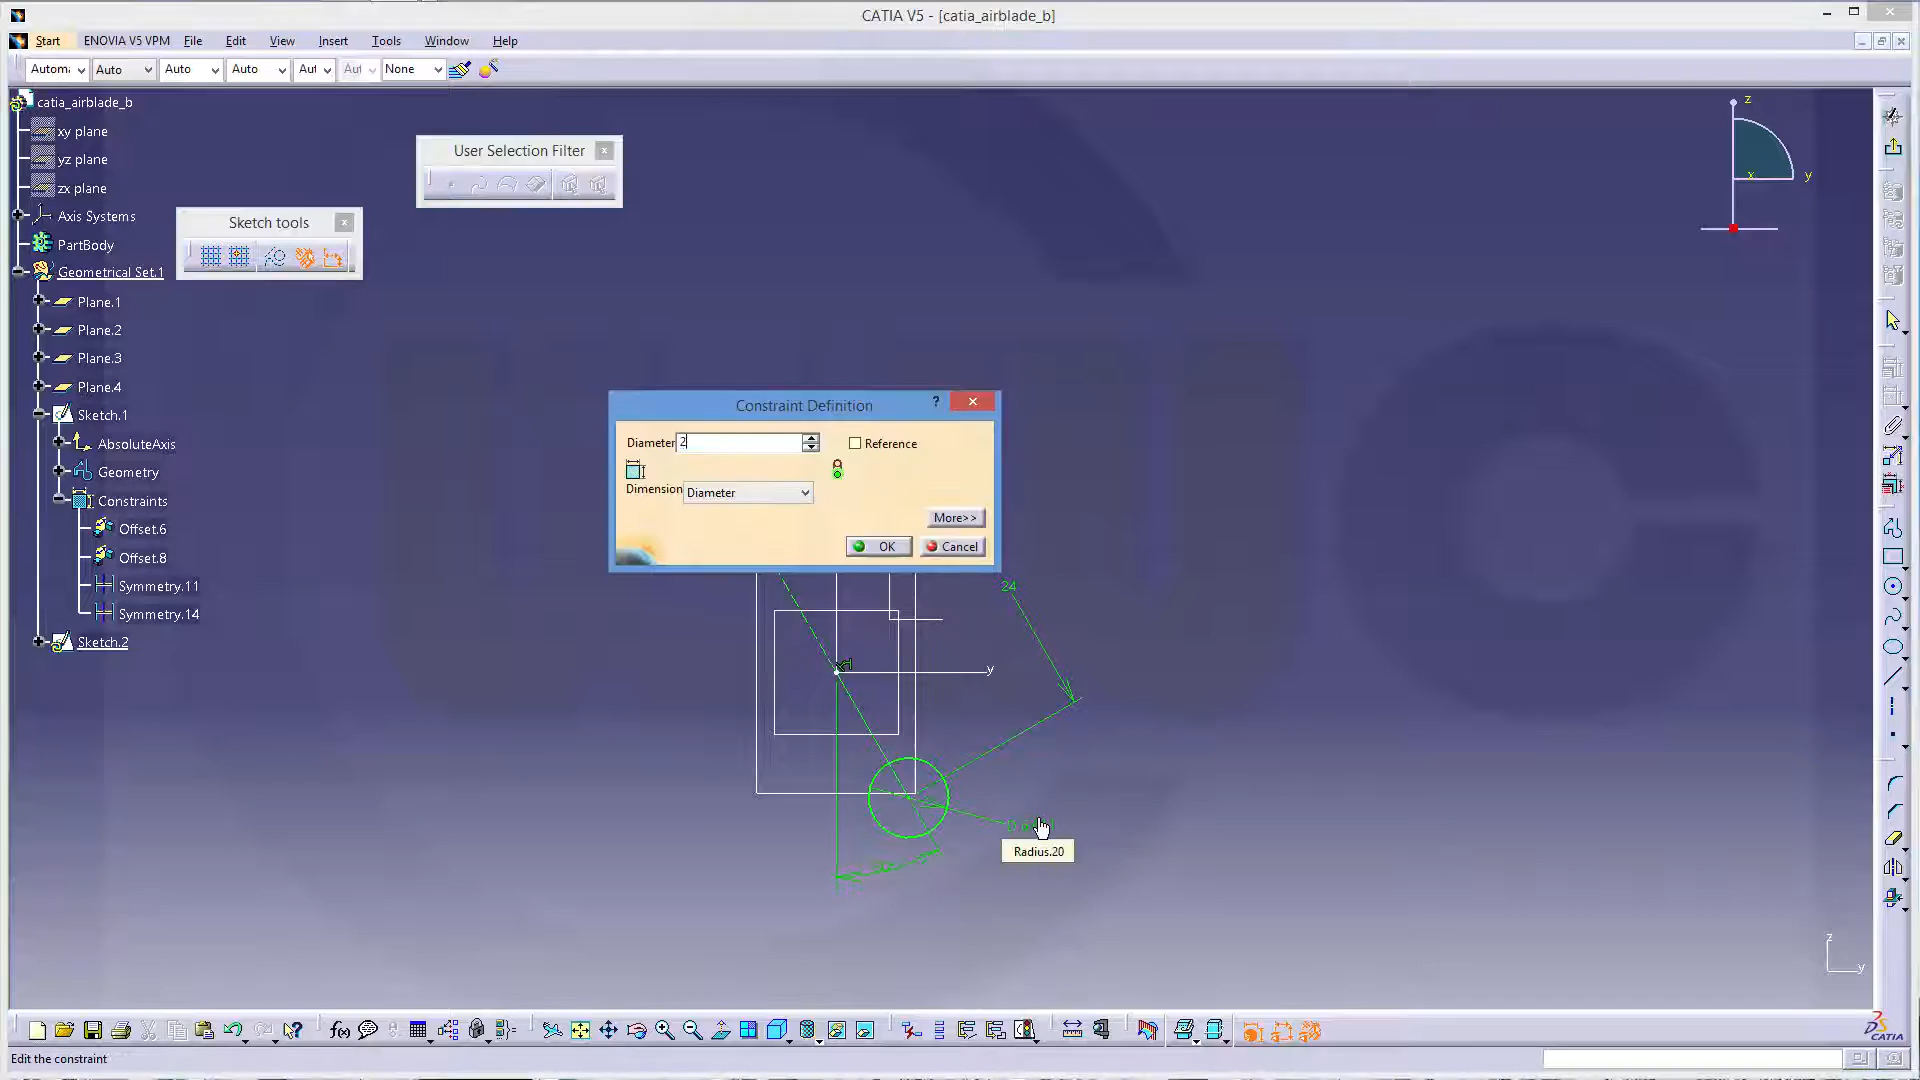 CATIA V5 - [catia_airblade_b]
Start ENOVIA V5 VPM File Edit View Insert Tools Window Help
Auto Auto Auto None
catia_airblade_b
xy plane
yz plane
zx plane
Axis Systems
PartBody
Geometrical Set.1
Plane.1
Plane.2
Plane.3
Plane.4
Sketch.1
AbsoluteAxis
Geometry
Constraints
Offset.6
Offset.8
Symmetry.11
Symmetry.14
Sketch.2
User Selection Filter
Sketch tools
z
x
y
Constraint Definition
?
Diameter 2
Reference
Dimension Diameter
More>>
OK Cancel
24
y
Radius.20
z
y
f(x)
CATIA
Edit the constraint